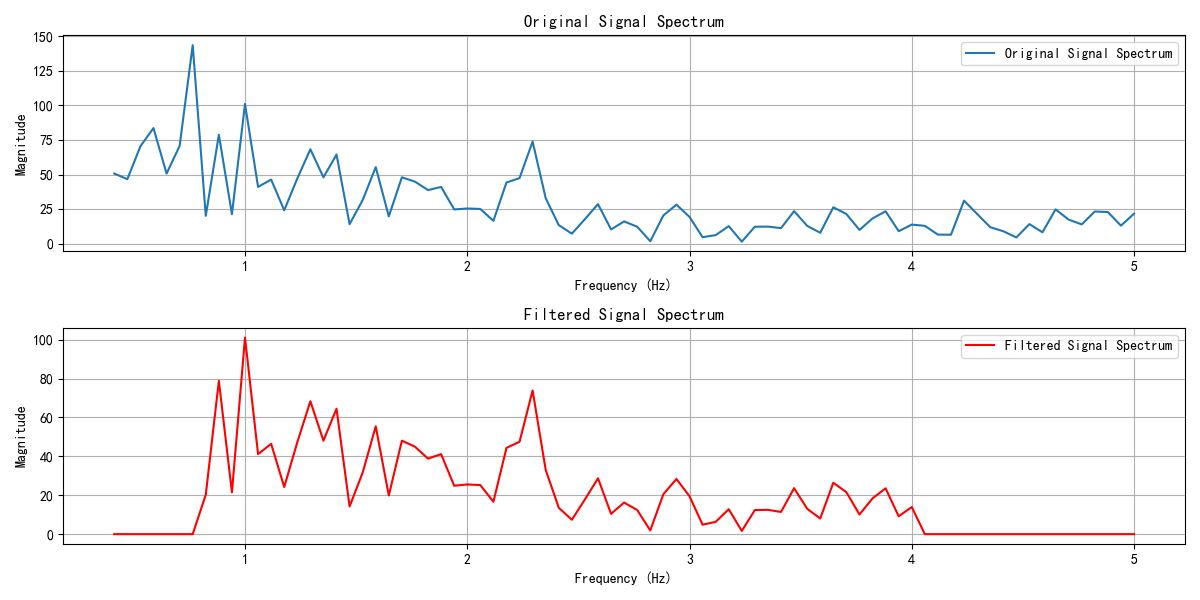 Original Signal Spectrum
150
125
100
75
50
25
0
Magnitude
Original Signal Spectrum
1 2 3 4 5
Frequency (Hz)
Filtered Signal Spectrum
100
80
60
40
20
0
Magnitude
Filtered Signal Spectrum
1 2 3 4 5
Frequency (Hz)